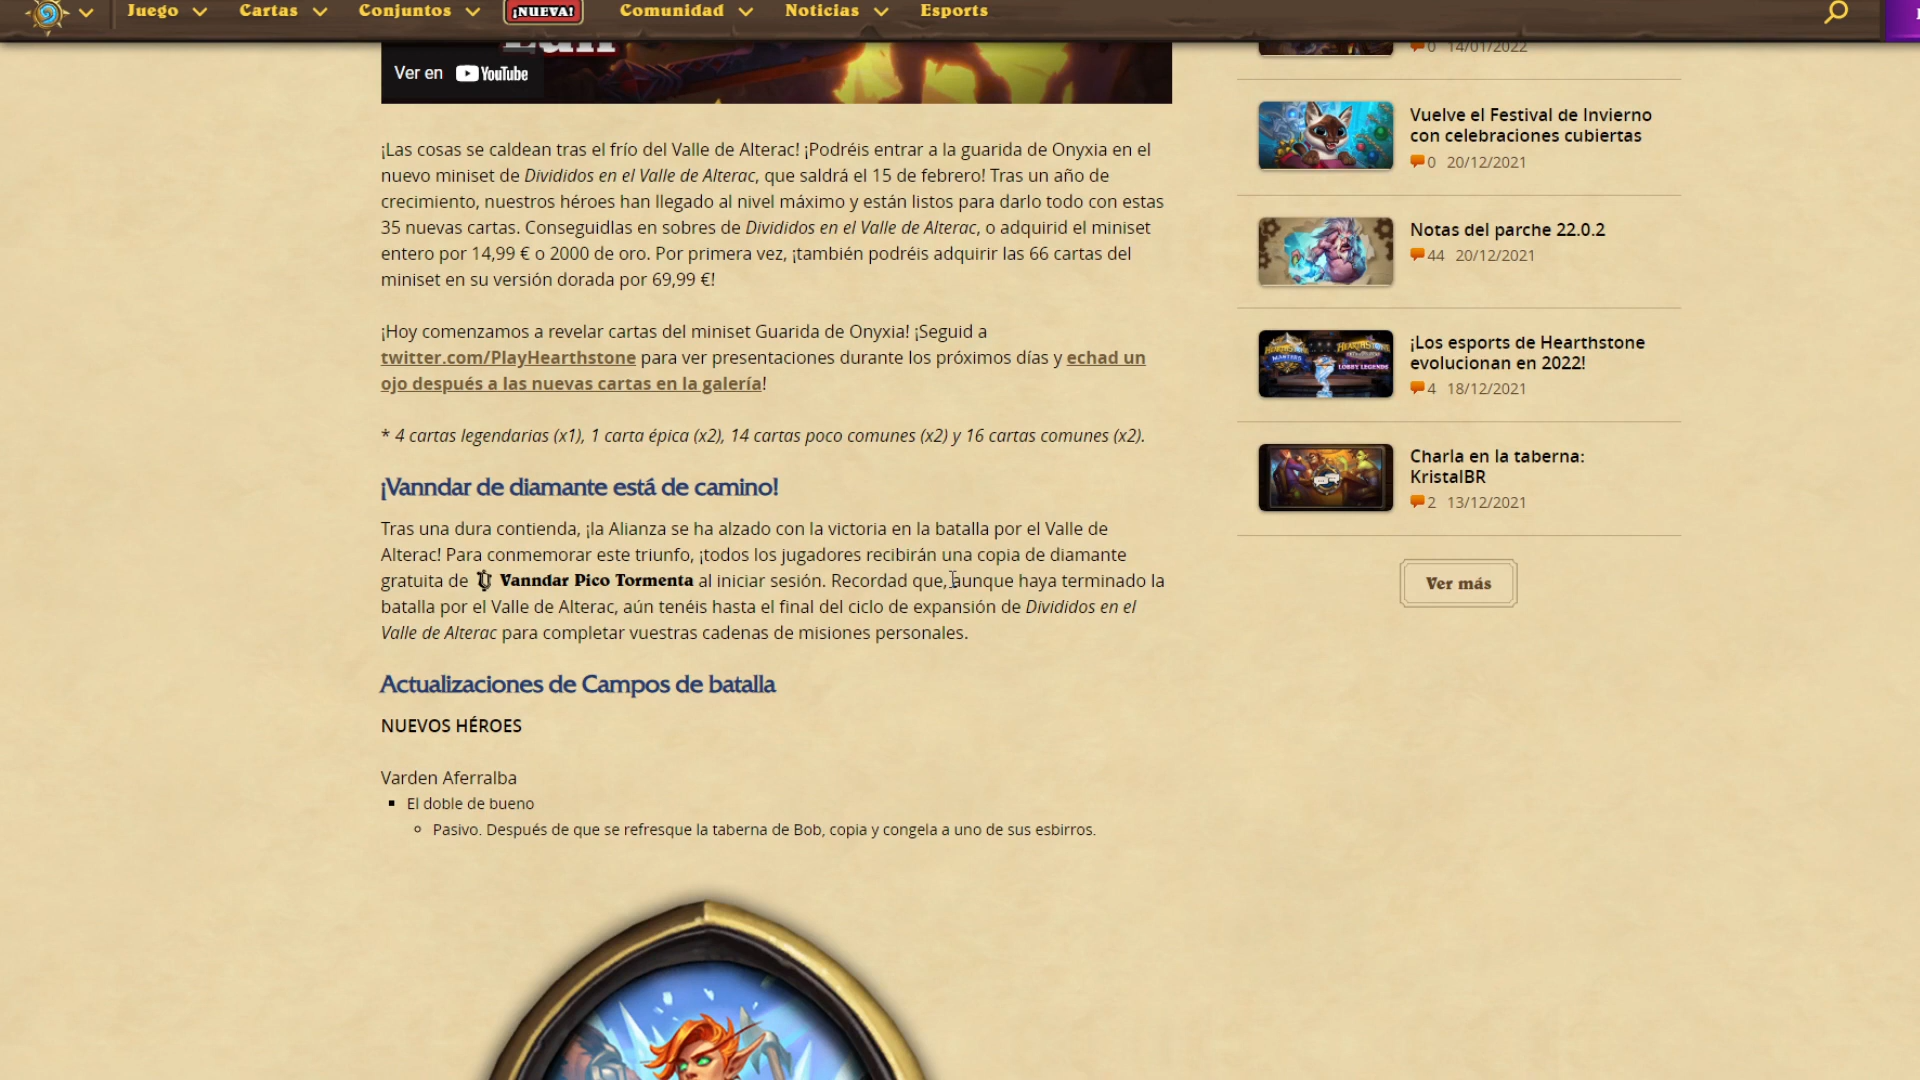 Juego Cartas Conjuntos ¡NUEVA! Comunidad Noticias Esports
Ver en YouTube
¡Las cosas se caldean tras el frío del Valle de Alterac! ¡Podréis entrar a la guarida de Onyxia en el
nuevo miniset de Divididos en el Valle de Alterac, que saldrá el 15 de febrero! Tras un año de
crecimiento, nuestros héroes han llegado al nivel máximo y están listos para darlo todo con estas
35 nuevas cartas. Conseguidlas en sobres de Divididos en el Valle de Alterac, o adquirid el miniset
entero por 14,99 € o 2000 de oro. Por primera vez, ¡también podréis adquirir las 66 cartas del
miniset en su versión dorada por 69,99 €!
¡Hoy comenzamos a revelar cartas del miniset Guarida de Onyxia! ¡Seguid a
twitter.com/PlayHearthstone para ver presentaciones durante los próximos días y echad un
ojo después a las nuevas cartas en la galería!
* 4 cartas legendarias (x1), 1 carta épica (x2), 14 cartas poco comunes (x2) y 16 cartas comunes (x2).
¡Vanndar de diamante está de camino!
Tras una dura contienda, ¡la Alianza se ha alzado con la victoria en la batalla por el Valle de
Alterac! Para conmemorar este triunfo, ¡todos los jugadores recibirán una copia de diamante
gratuita de Vanndar Pico Tormenta al iniciar sesión. Recordad que, aunque haya terminado la
batalla por el Valle de Alterac, aún tenéis hasta el final del ciclo de expansión de Divididos en el
Valle de Alterac para completar vuestras cadenas de misiones personales.
Actualizaciones de Campos de batalla
NUEVOS HÉROES
Varden Aferralba
El doble de bueno
Pasivo. Después de que se refresque la taberna de Bob, copia y congela a uno de sus esbirros.
0 14/01/2022
Vuelve el Festival de Invierno
con celebraciones cubiertas
0 20/12/2021
Notas del parche 22.0.2
44 20/12/2021
¡Los esports de Hearthstone
evolucionan en 2022!
4 18/12/2021
Charla en la taberna:
KristalBR
2 13/12/2021
Ver más